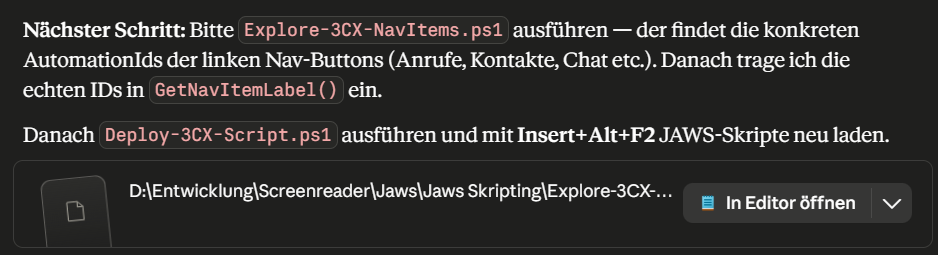 Nächster Schritt: Bitte Explore-3CX-NavItems.ps1 ausführen — der findet die konkreten
AutomationIds der linken Nav-Buttons (Anrufe, Kontakte, Chat etc.). Danach trage ich die
echten IDs in GetNavItemLabel() ein.
Danach Deploy-3CX-Script.ps1 ausführen und mit Insert+Alt+F2 JAWS-Skripte neu laden.
D:\Entwicklung\Screenreader\Jaws\Jaws Skripting\Explore-3CX-...
In Editor öffnen